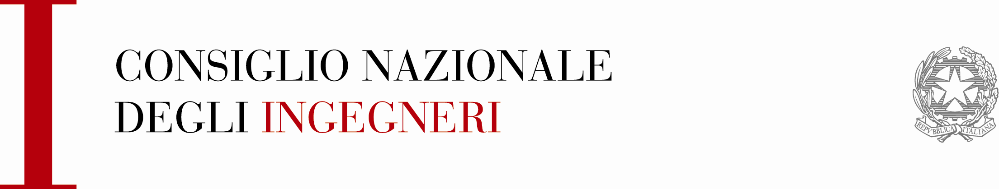 CONSIGLIO NAZIONALE
DEGLI INGEGNERI
REPVBBLICA ITALIANA